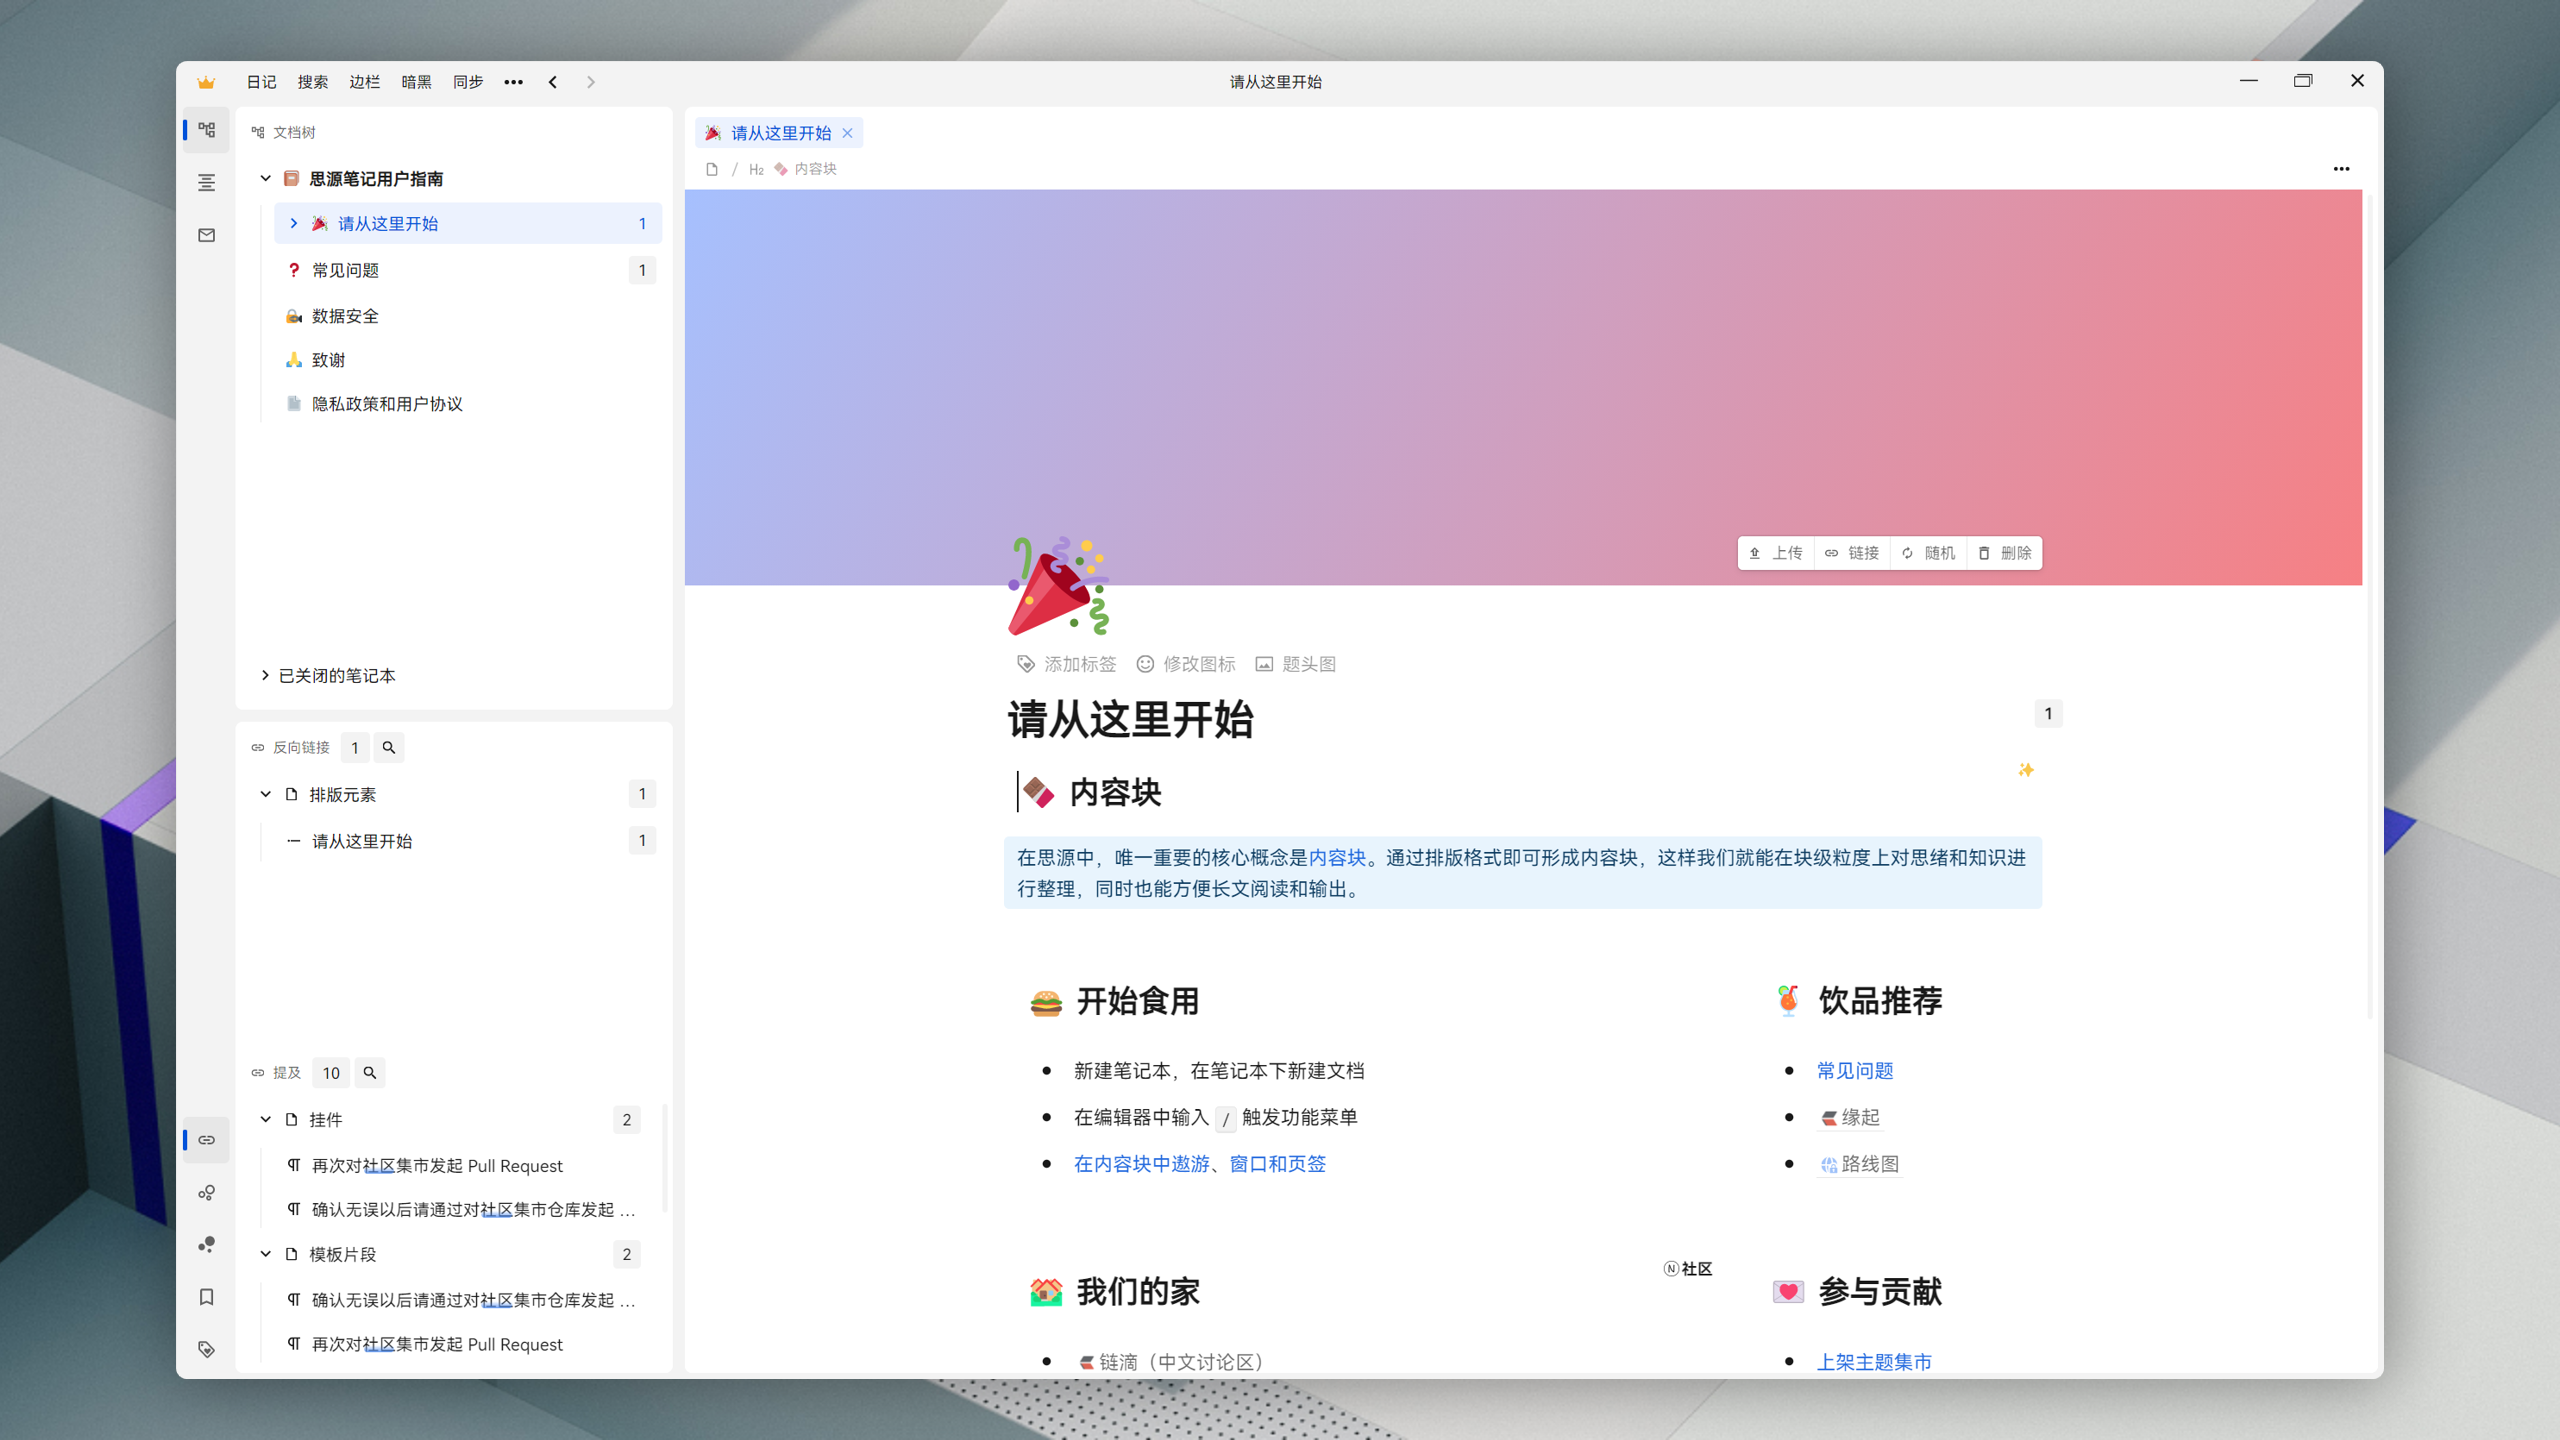 日记 搜索 边栏 暗黑 同步 请从这里开始
文档树
思源笔记用户指南
请从这里开始 1
常见问题 1
数据安全
致谢
隐私政策和用户协议
已关闭的笔记本
反向链接 1
排版元素 1
请从这里开始 1
提及 10
挂件 2
再次对社区集市发起 Pull Request
确认无误以后请通过对社区集市仓库发起 ...
模板片段 2
确认无误以后请通过对社区集市仓库发起 ...
再次对社区集市发起 Pull Request
请从这里开始
/ H2 内容块
上传 链接 随机 删除
添加标签 修改图标 题头图
请从这里开始 1
内容块
在思源中，唯一重要的核心概念是内容块。通过排版格式即可形成内容块，这样我们就能在块级粒度上对思绪和知识进
行整理，同时也能方便长文阅读和输出。
开始食用
新建笔记本，在笔记本下新建文档
在编辑器中输入 / 触发功能菜单
在内容块中遨游、窗口和页签
饮品推荐
常见问题
缘起
路线图
N社区
我们的家
链滴（中文讨论区）
参与贡献
上架主题集市